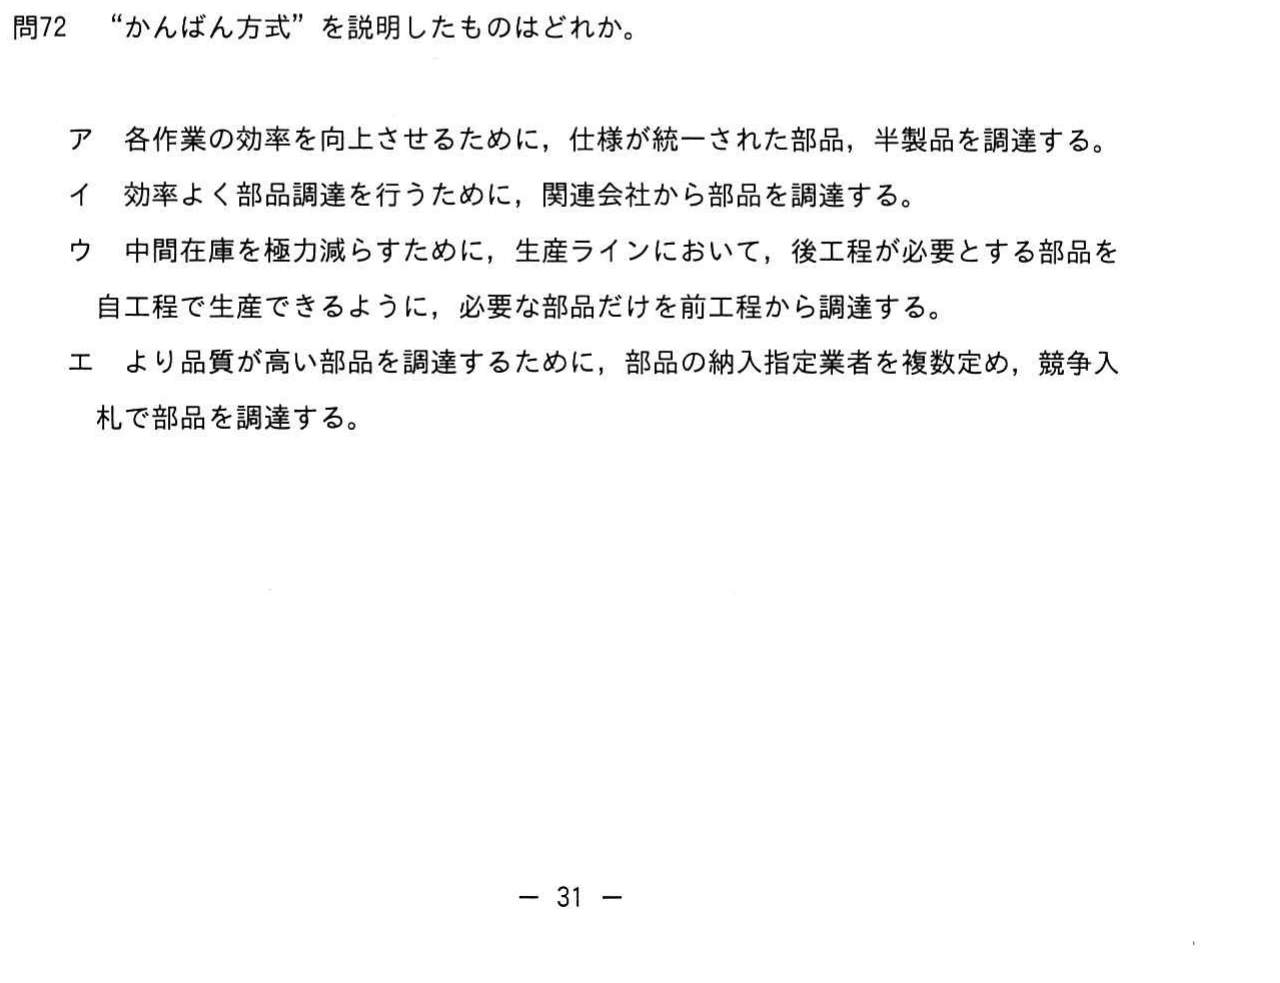 問72 “かんばん方式”を説明したものはどれか。
ア 各作業の効率を向上させるために，仕様が統一された部品，半製品を調達する。
イ 効率よく部品調達を行うために，関連会社から部品を調達する。
ウ 中間在庫を極力減らすために，生産ラインにおいて，後工程が必要とする部品を
自工程で生産できるように，必要な部品だけを前工程から調達する。
エ より品質が高い部品を調達するために，部品の納入指定業者を複数定め，競争入
札で部品を調達する。
— 31 —